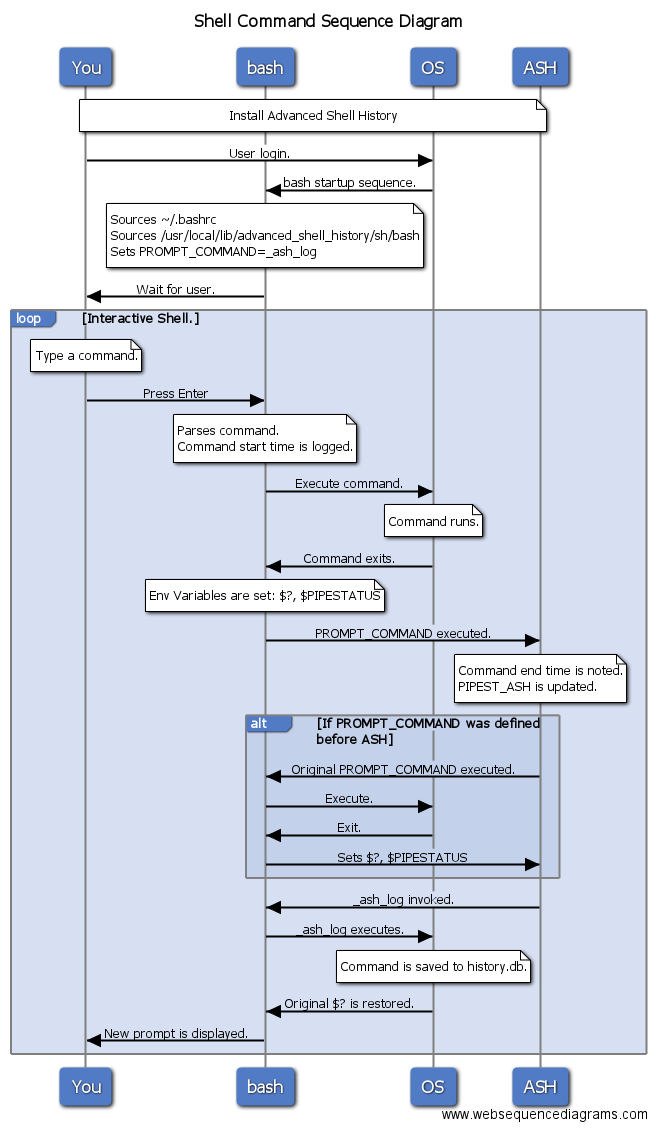 Shell Command Sequence Diagram
You
bash
OS
ASH
Install Advanced Shell History
User login.
bash startup sequence.
Sources ~/.bashrc
Sources /usr/local/lib/advanced_shell_history/sh/bash
Sets PROMPT_COMMAND=_ash_log
Wait for user.
loop
[Interactive Shell.]
Type a command.
Press Enter
Parses command.
Command start time is logged.
Execute command.
Command runs.
Command exits.
Env Variables are set: $?, $PIPESTATUS
PROMPT_COMMAND executed.
Command end time is noted.
PIPEST_ASH is updated.
alt
[If PROMPT_COMMAND was defined
before ASH]
Original PROMPT_COMMAND executed.
Execute.
Exit.
Sets $?, $PIPESTATUS
_ash_log invoked.
_ash_log executes.
Command is saved to history.db.
Original $? is restored.
New prompt is displayed.
You
bash
OS
ASH
www.websequencediagrams.com